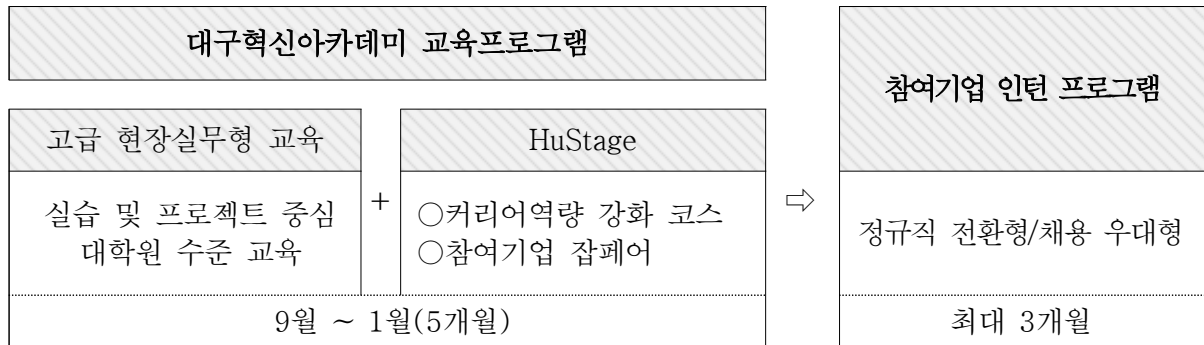 대구혁신아카데미 교육프로그램
고급 현장실무형 교육
실습 및 프로젝트 중심
대학원 수준 교육
+
HuStage
○커리어역량 강화 코스
○참여기업 잡페어
9월 ~ 1월(5개월)
⇨
참여기업 인턴 프로그램
정규직 전환형/채용 우대형
최대 3개월